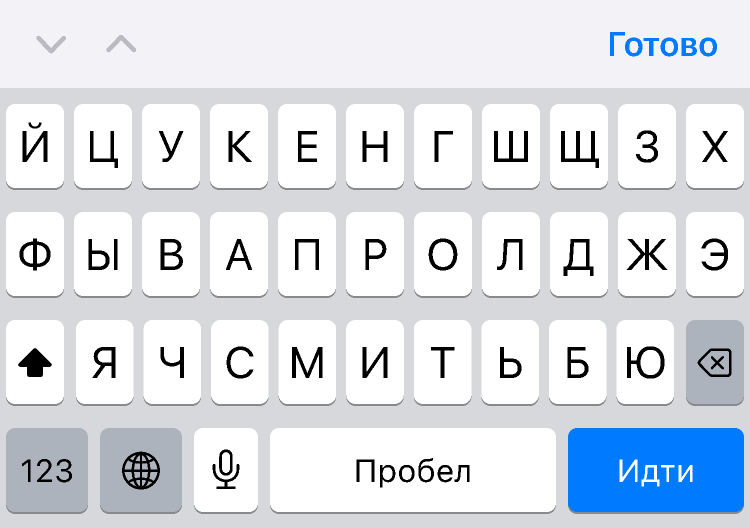 Готово
Й Ц У К Е Н Г Ш Щ З Х
Ф Ы В А П Р О Л Д Ж Э
Я Ч С М И Т Ь Б Ю
123 Пробел Идти